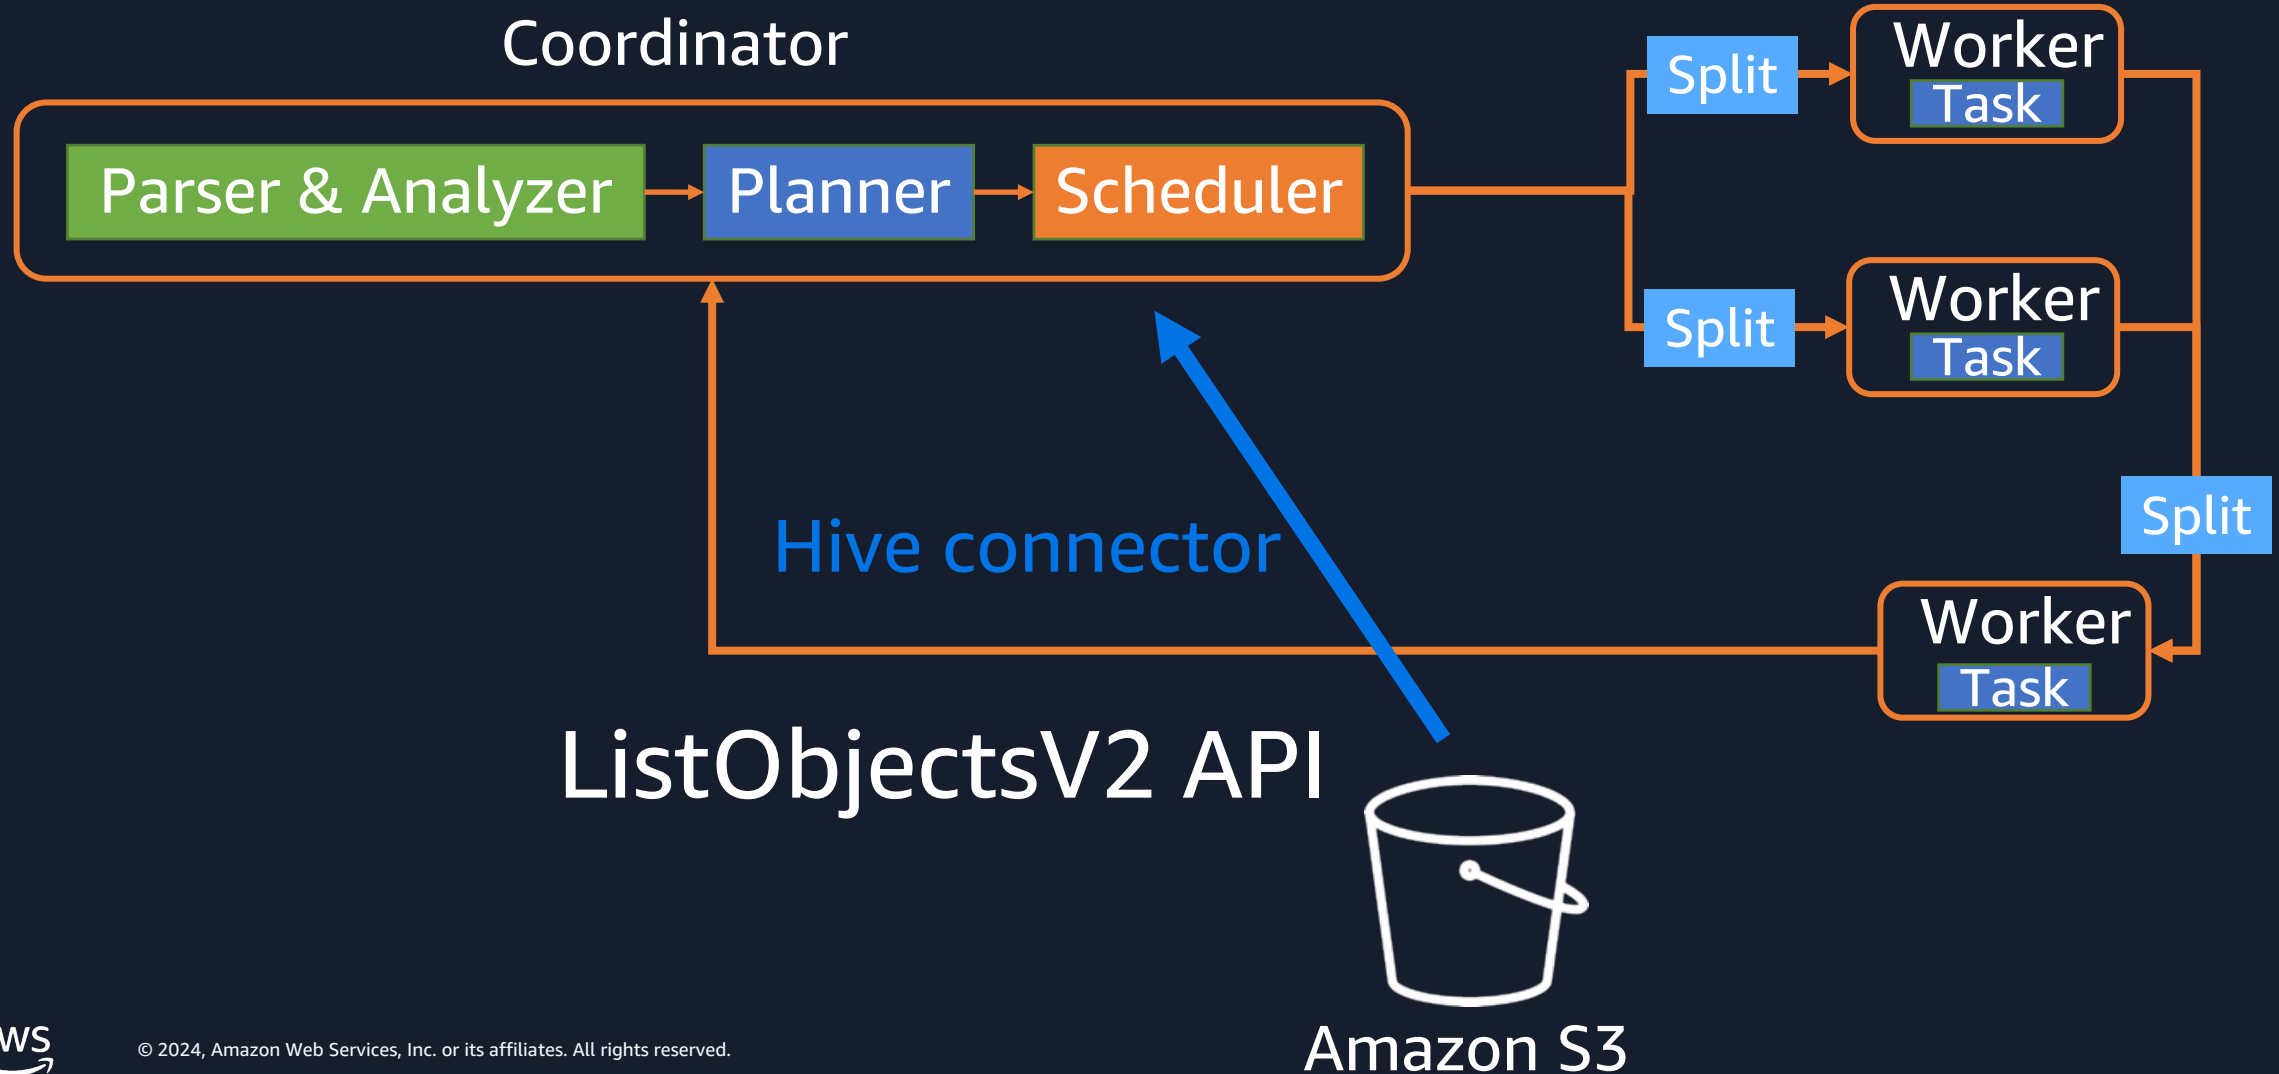 Coordinator
Parser & Analyzer
Planner
Scheduler
Split
Worker
Task
Split
Worker
Task
Split
Hive connector
Worker
Task
ListObjectsV2 API
Amazon S3
© 2024, Amazon Web Services, Inc. or its affiliates. All rights reserved.